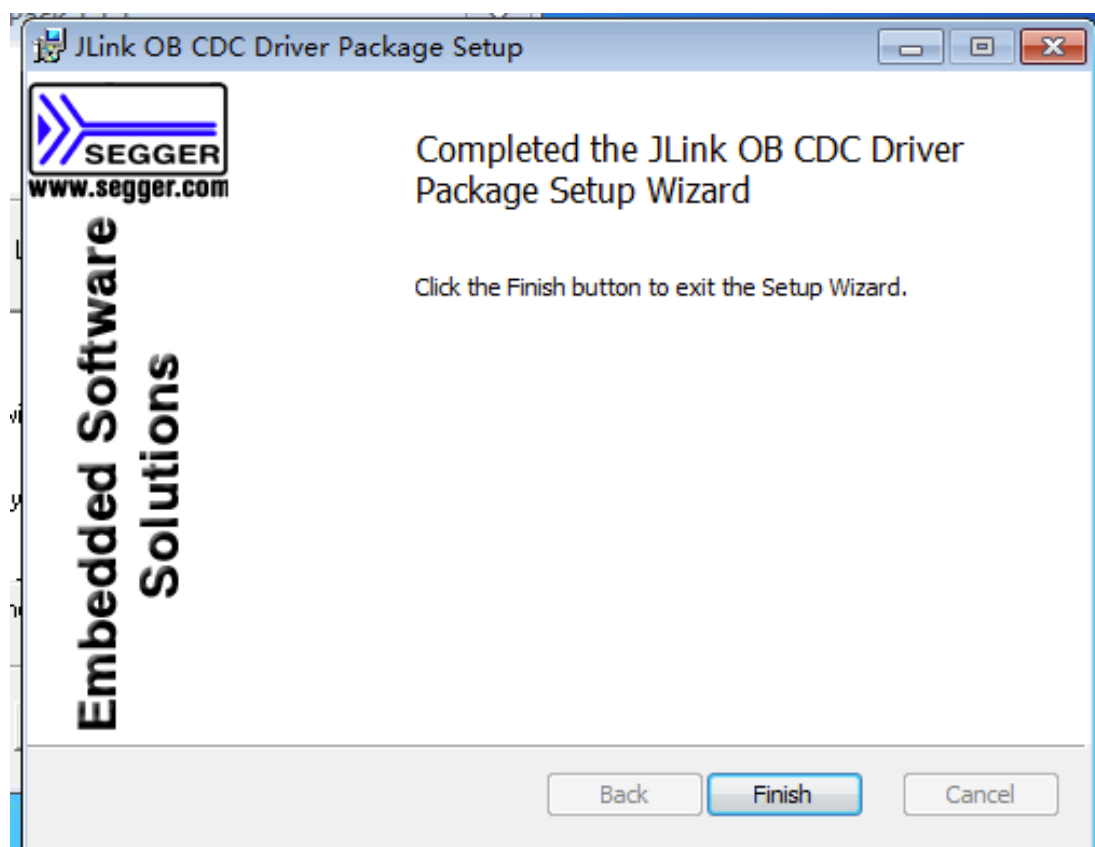 JLink OB CDC Driver Package Setup
SEGGER
www.segger.com
Embedded Software
Solutions
Completed the JLink OB CDC Driver
Package Setup Wizard
Click the Finish button to exit the Setup Wizard.
Back
Finish
Cancel